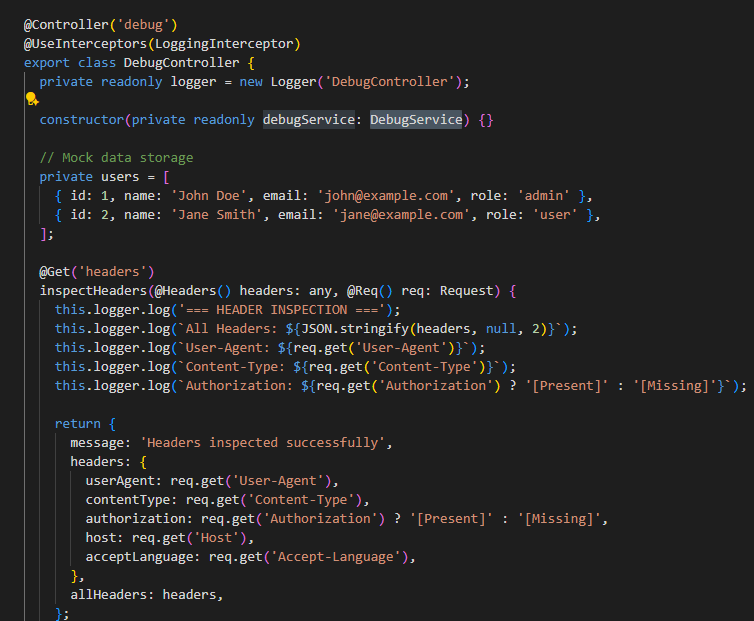 @Controller('debug')
@UseInterceptors(LoggingInterceptor)
export class DebugController {
  private readonly logger = new Logger('DebugController');

  constructor(private readonly debugService: DebugService) {}

  // Mock data storage
  private users = [
    { id: 1, name: 'John Doe', email: 'john@example.com', role: 'admin' },
    { id: 2, name: 'Jane Smith', email: 'jane@example.com', role: 'user' },
  ];

  @Get('headers')
  inspectHeaders(@Headers() headers: any, @Req() req: Request) {
    this.logger.log('=== HEADER INSPECTION ===');
    this.logger.log(`All Headers: ${JSON.stringify(headers, null, 2)}`);
    this.logger.log(`User-Agent: ${req.get('User-Agent')}`);
    this.logger.log(`Content-Type: ${req.get('Content-Type')}`);
    this.logger.log(`Authorization: ${req.get('Authorization') ? '[Present]' : '[Missing]'}`);

    return {
      message: 'Headers inspected successfully',
      headers: {
        userAgent: req.get('User-Agent'),
        contentType: req.get('Content-Type'),
        authorization: req.get('Authorization') ? '[Present]' : '[Missing]',
        host: req.get('Host'),
        acceptLanguage: req.get('Accept-Language'),
      },
      allHeaders: headers,
    };